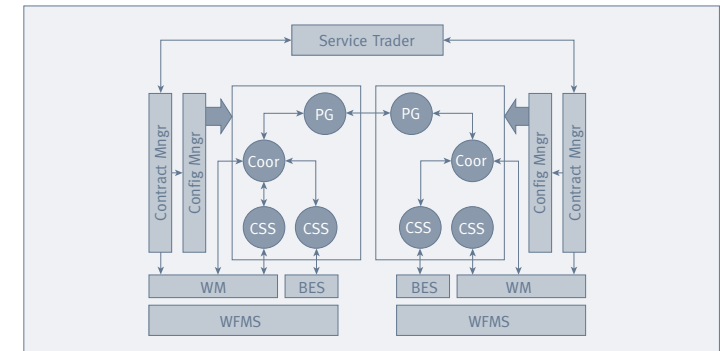 Service Trader
Contract Mngr
Config Mngr
PG
PG
Config Mngr
Contract Mngr
Coor
Coor
CSS
CSS
CSS
CSS
WM
BES
BES
WM
WFMS
WFMS